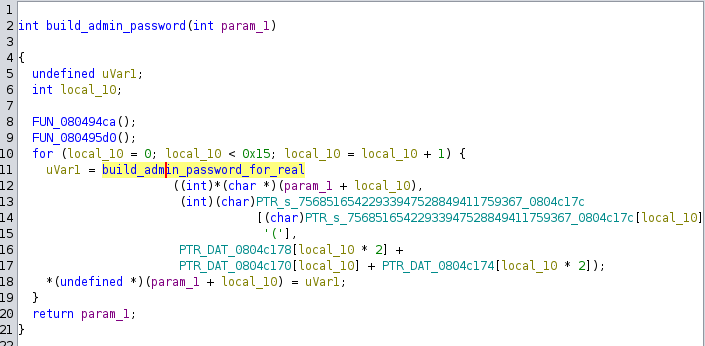 1
2 int build_admin_password(int param_1)
3
4 {
5 undefined uVar1;
6 int local_10;
7
8 FUN_080494ca();
9 FUN_080495d0();
10 for (local_10 = 0; local_10 < 0x15; local_10 = local_10 + 1) {
11 uVar1 = build_admin_password_for_real
12 ((int)*(char *)(param_1 + local_10),
13 (int)(char)PTR_s_75685165422933947528849411759367_0804c17c
14 [(char)PTR_s_75685165422933947528849411759367_0804c17c[local_10]
15 '('],
16 PTR_DAT_0804c178[local_10 * 2] +
17 PTR_DAT_0804c170[local_10] + PTR_DAT_0804c174[local_10 * 2]);
18 *(undefined *)(param_1 + local_10) = uVar1;
19 }
20 return param_1;
21 }